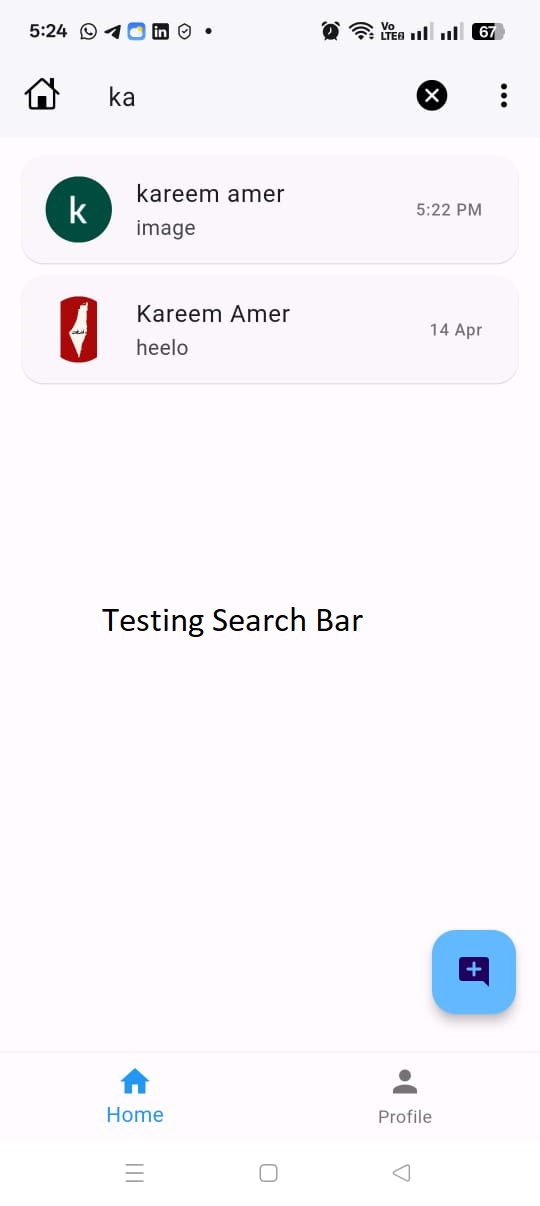 5:24
Vo
LTE2
67
ka
k
kareem amer
image
5:22 PM
Kareem Amer
heelo
14 Apr
Testing Search Bar
Home
Profile